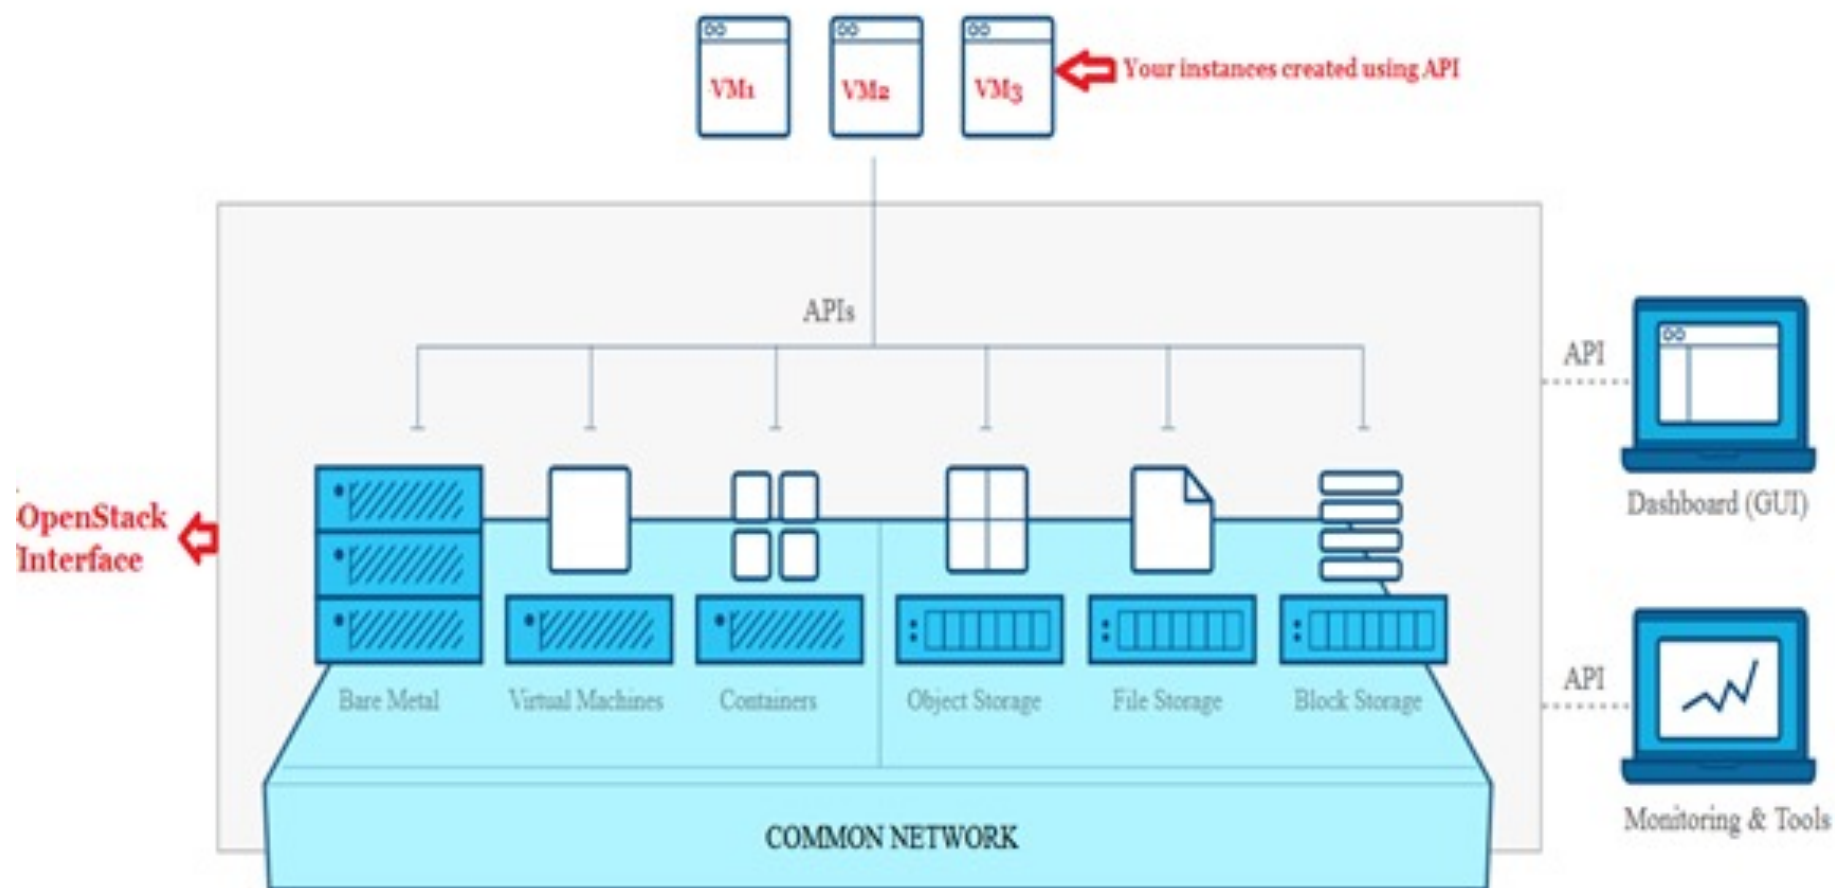 VM1
VM2
VM3
Your instances created using API
APIs
API
Dashboard (GUI)
OpenStack
Interface
Bare Metal
Virtual Machines
Containers
Object Storage
File Storage
Block Storage
API
Monitoring & Tools
COMMON NETWORK